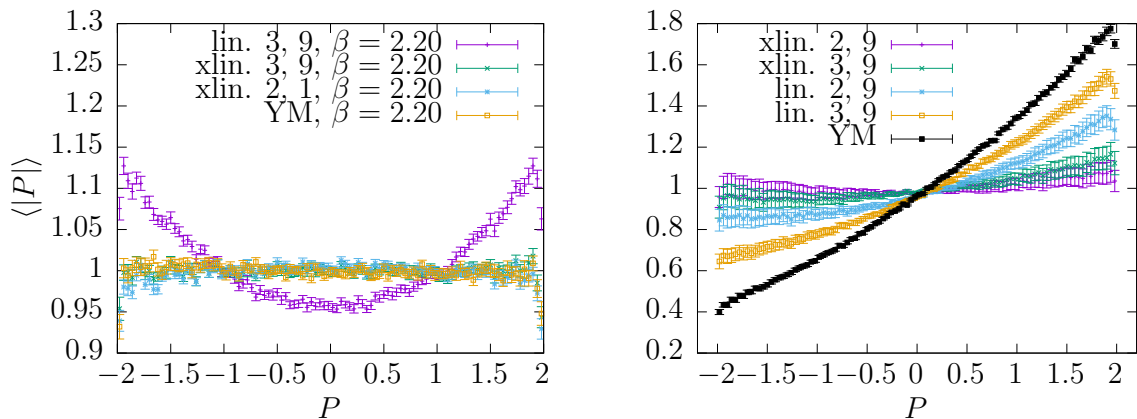 1.3
1.25
1.2
1.15
1.1
1.05
1
0.95
0.9
⟨|P|⟩
lin. 3, 9, β = 2.20
xlin. 3, 9, β = 2.20
xlin. 2, 1, β = 2.20
YM, β = 2.20
−2 −1.5 −1 −0.5 0 0.5 1 1.5 2
P
1.8
1.6
1.4
1.2
1
0.8
0.6
0.4
0.2
xlin. 2, 9
xlin. 3, 9
lin. 2, 9
lin. 3, 9
YM
−2 −1.5 −1 −0.5 0 0.5 1 1.5 2
P